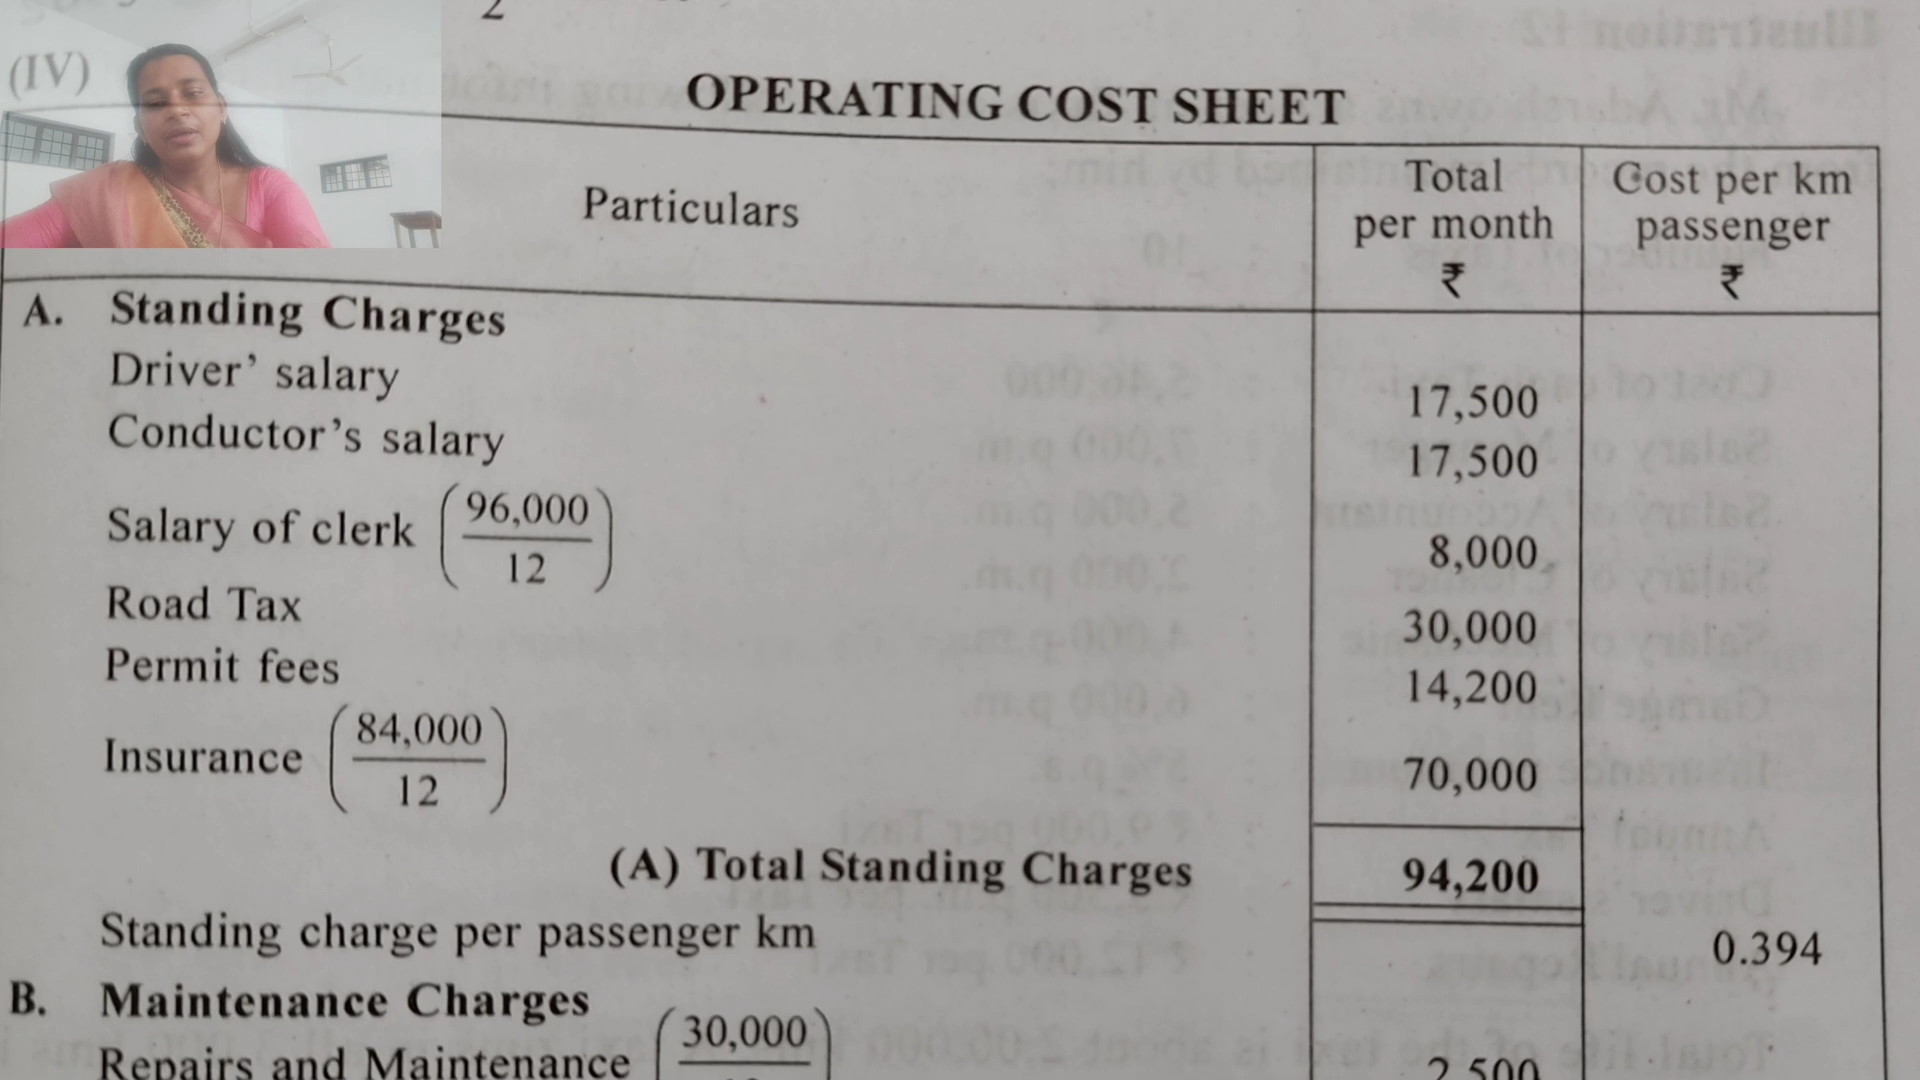 2
(IV)
OPERATING COST SHEET
Particulars
Total per month ₹
Cost per km passenger ₹
A. Standing Charges
Driver’ salary 17,500
Conductor’s salary 17,500
Salary of clerk (96,000/12) 8,000
Road Tax 30,000
Permit fees 14,200
Insurance (84,000/12) 70,000
(A) Total Standing Charges 94,200
Standing charge per passenger km 0.394
B. Maintenance Charges
Repairs and Maintenance (30,000 2,500